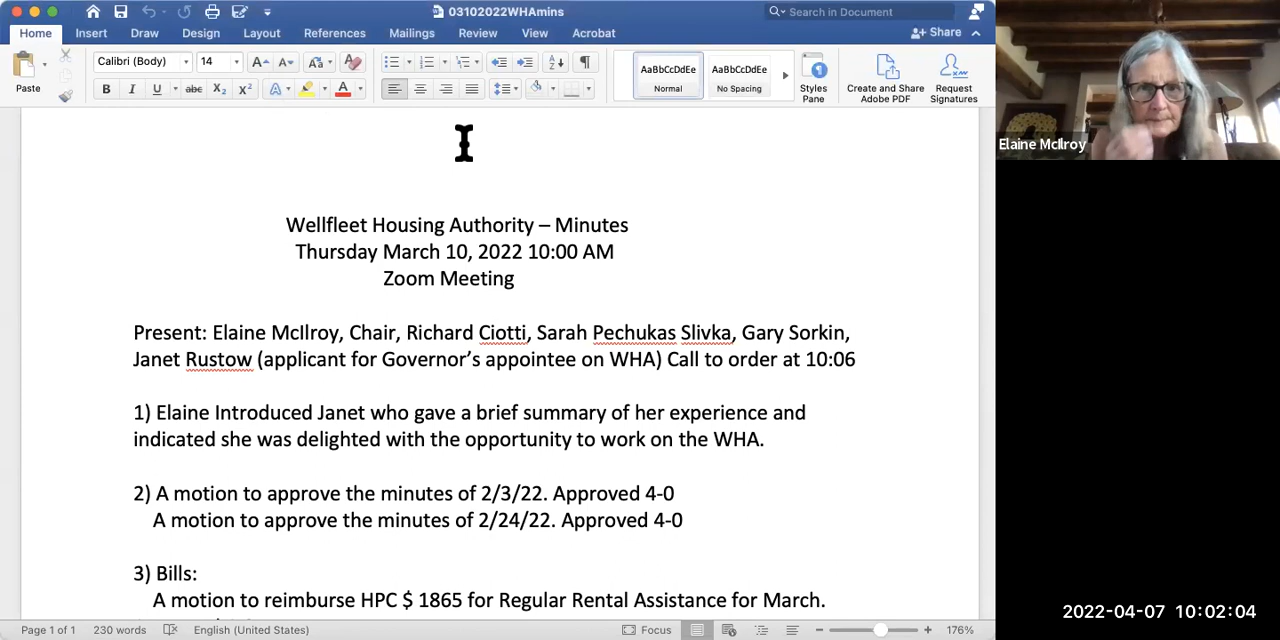 03102022WHAmins
Search in Document
Home Insert Draw Design Layout References Mailings Review View Acrobat Share
Paste
Calibri (Body) 14
AaBbCcDdEe AaBbCcDdEe
Normal No Spacing
Styles Pane
Create and Share Adobe PDF
Request Signatures
Elaine McIlroy
Wellfleet Housing Authority – Minutes
Thursday March 10, 2022 10:00 AM
Zoom Meeting
Present: Elaine McIlroy, Chair, Richard Ciotti, Sarah Pechukas Slivka, Gary Sorkin,
Janet Rustow (applicant for Governor's appointee on WHA) Call to order at 10:06
1) Elaine Introduced Janet who gave a brief summary of her experience and
indicated she was delighted with the opportunity to work on the WHA.
2) A motion to approve the minutes of 2/3/22. Approved 4-0
A motion to approve the minutes of 2/24/22. Approved 4-0
3) Bills:
A motion to reimburse HPC $ 1865 for Regular Rental Assistance for March.
Page 1 of 1 230 words English (United States) Focus 176%
2022-04-07 10:02:04